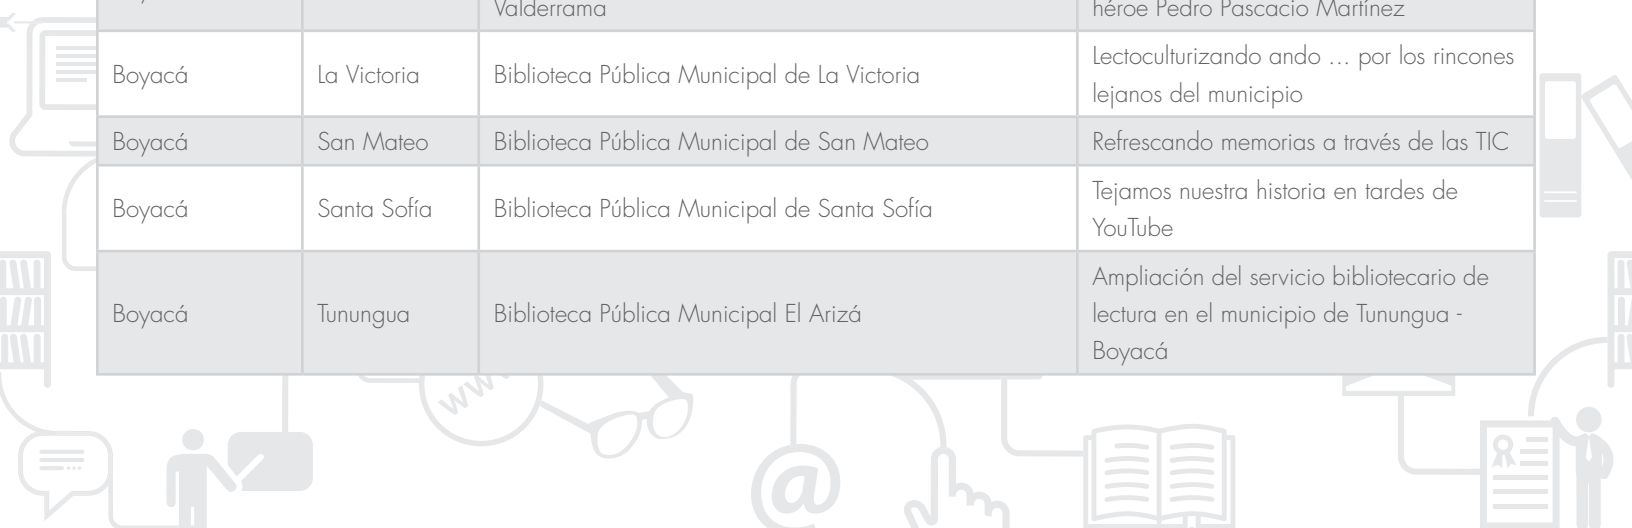 Valderrama
héroe Pedro Pascacio Martínez
Boyacá
La Victoria
Biblioteca Pública Municipal de La Victoria
Lectoculturizando ando ... por los rincones
lejanos del municipio
Boyacá
San Mateo
Biblioteca Pública Municipal de San Mateo
Refrescando memorias a través de las TIC
Boyacá
Santa Sofía
Biblioteca Pública Municipal de Santa Sofía
Tejamos nuestra historia en tardes de
YouTube
Boyacá
Tunungua
Biblioteca Pública Municipal El Arizá
Ampliación del servicio bibliotecario de
lectura en el municipio de Tunungua -
Boyacá
WWW
@